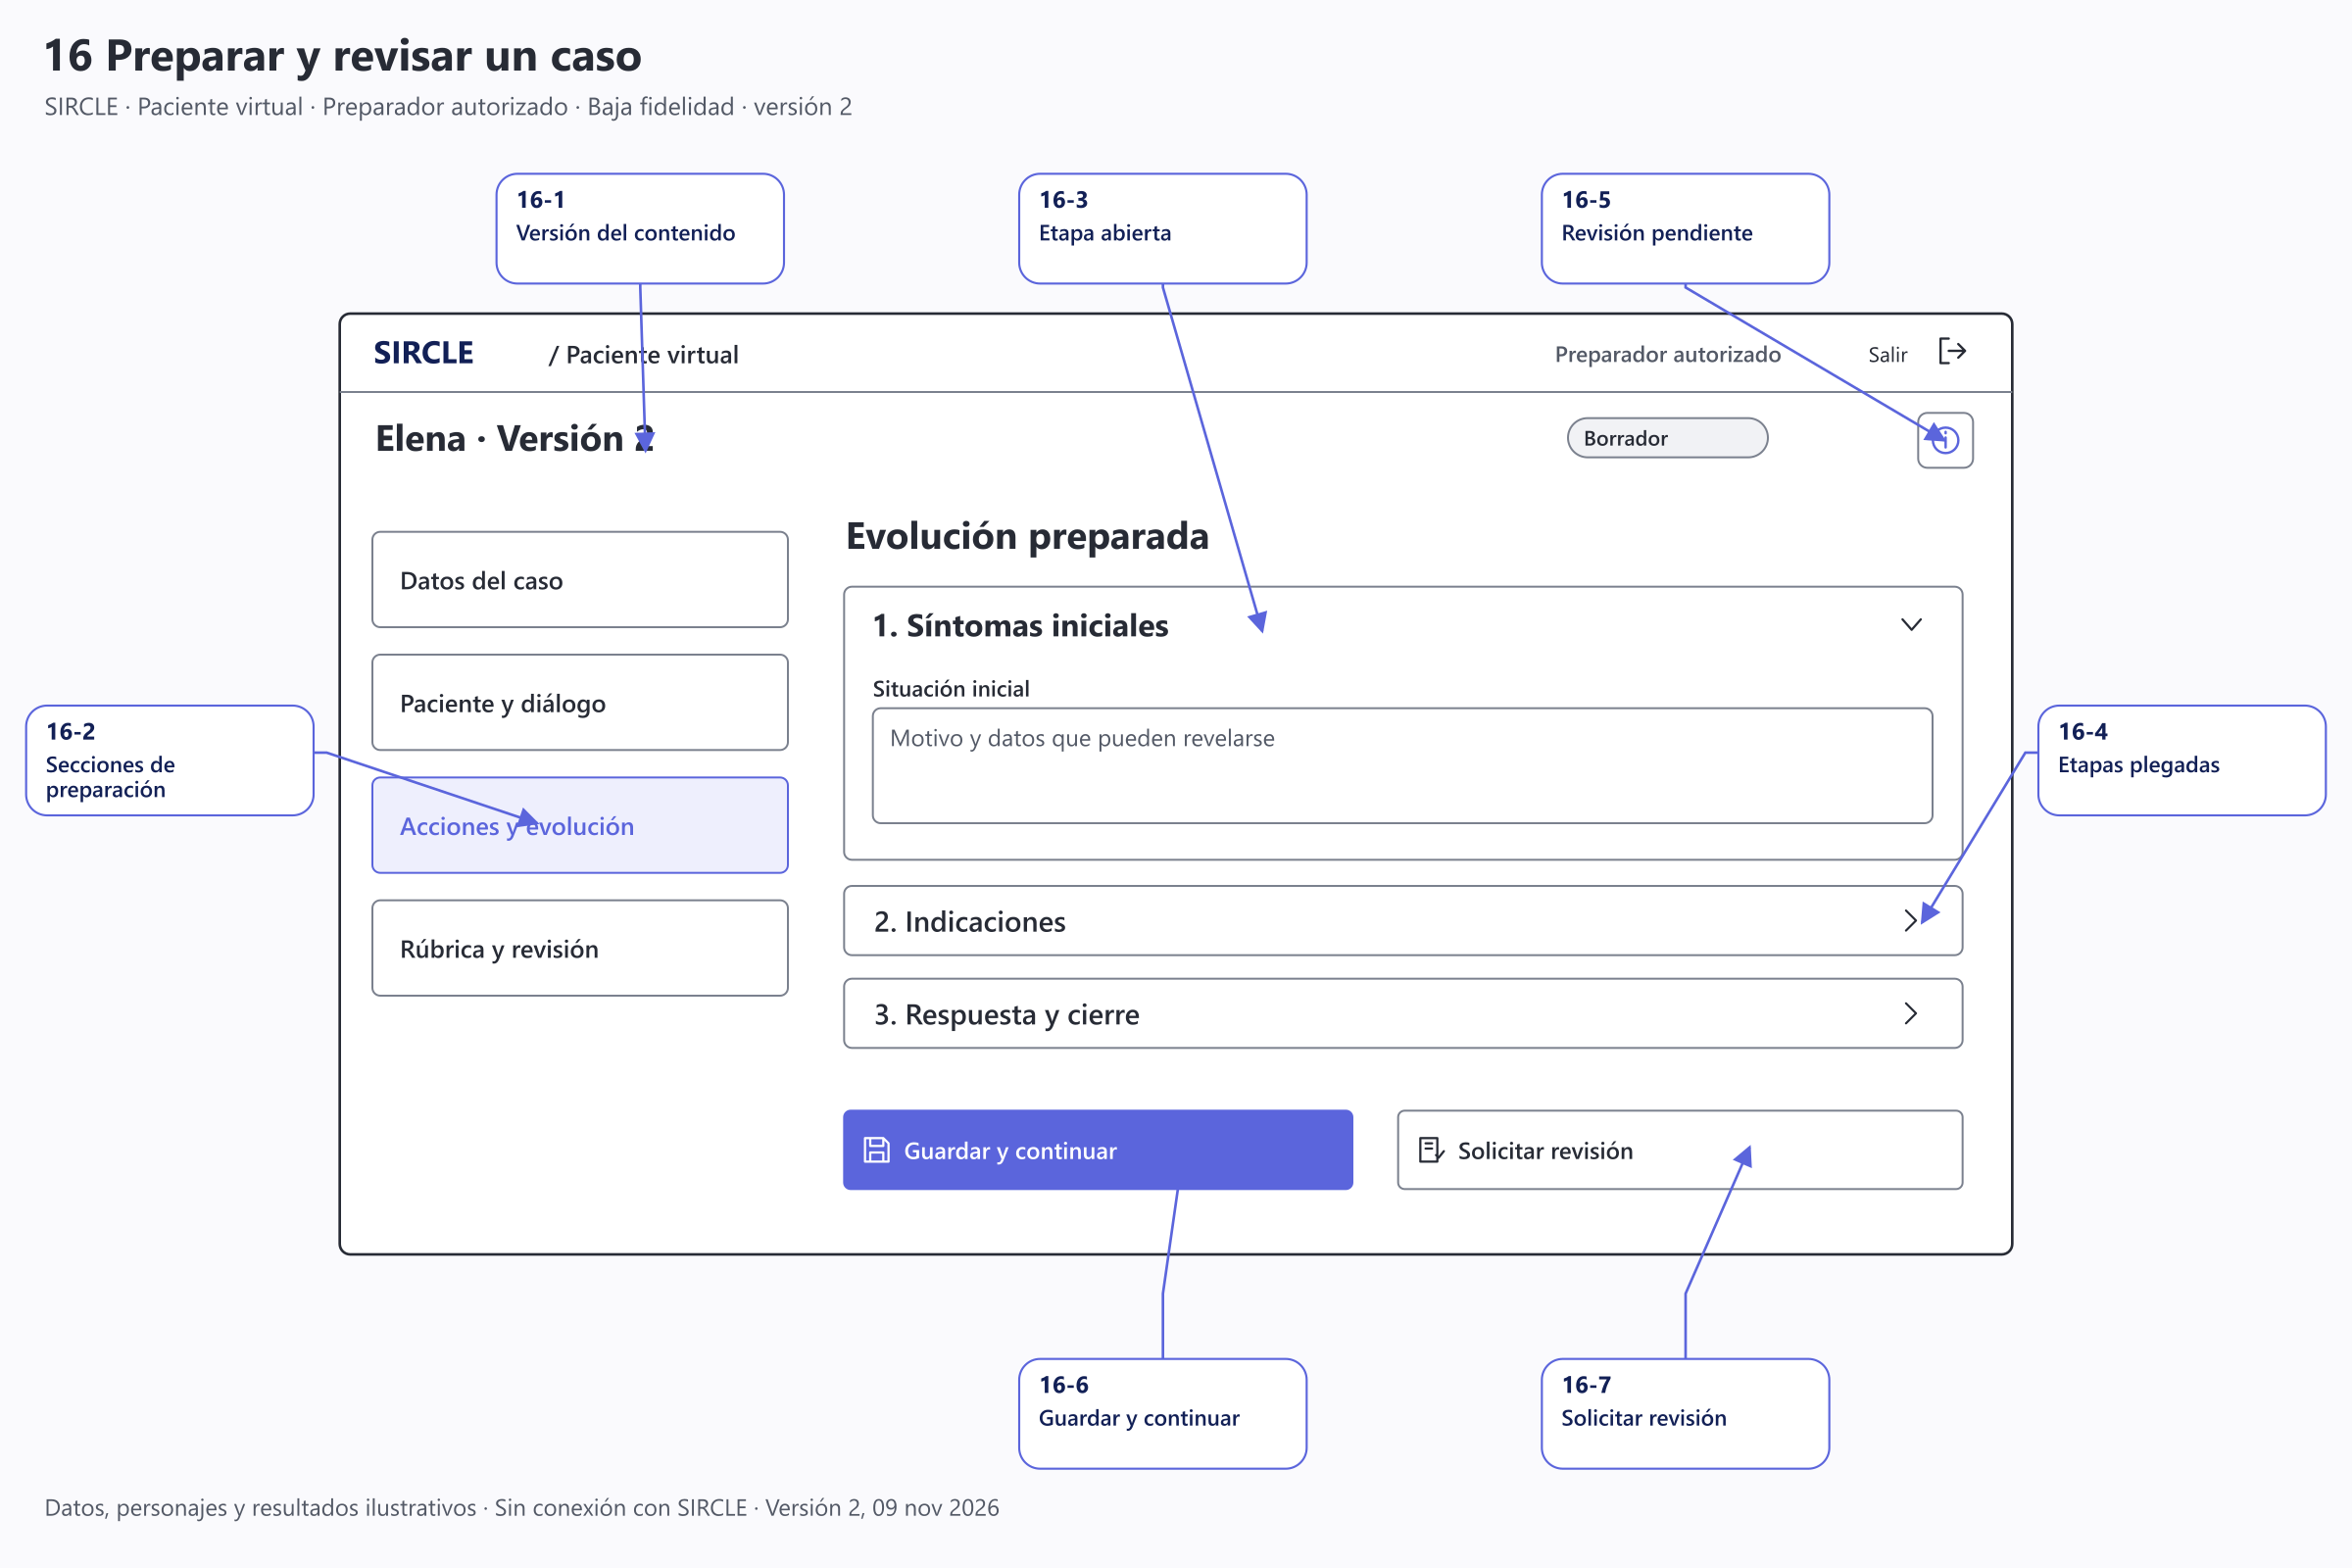 16 Preparar y revisar un caso
SIRCLE · Paciente virtual · Preparador autorizado · Baja fidelidad · versión 2
16-1
Versión del contenido
16-3
Etapa abierta
16-5
Revisión pendiente
SIRCLE
/ Paciente virtual
Preparador autorizado
Salir
Elena · Versión 2
Borrador
Datos del caso
Paciente y diálogo
Acciones y evolución
Rúbrica y revisión
Evolución preparada
1. Síntomas iniciales
Situación inicial
Motivo y datos que pueden revelarse
2. Indicaciones
3. Respuesta y cierre
Guardar y continuar
Solicitar revisión
16-2
Secciones de
preparación
16-4
Etapas plegadas
16-6
Guardar y continuar
16-7
Solicitar revisión
Datos, personajes y resultados ilustrativos · Sin conexión con SIRCLE · Versión 2, 09 nov 2026